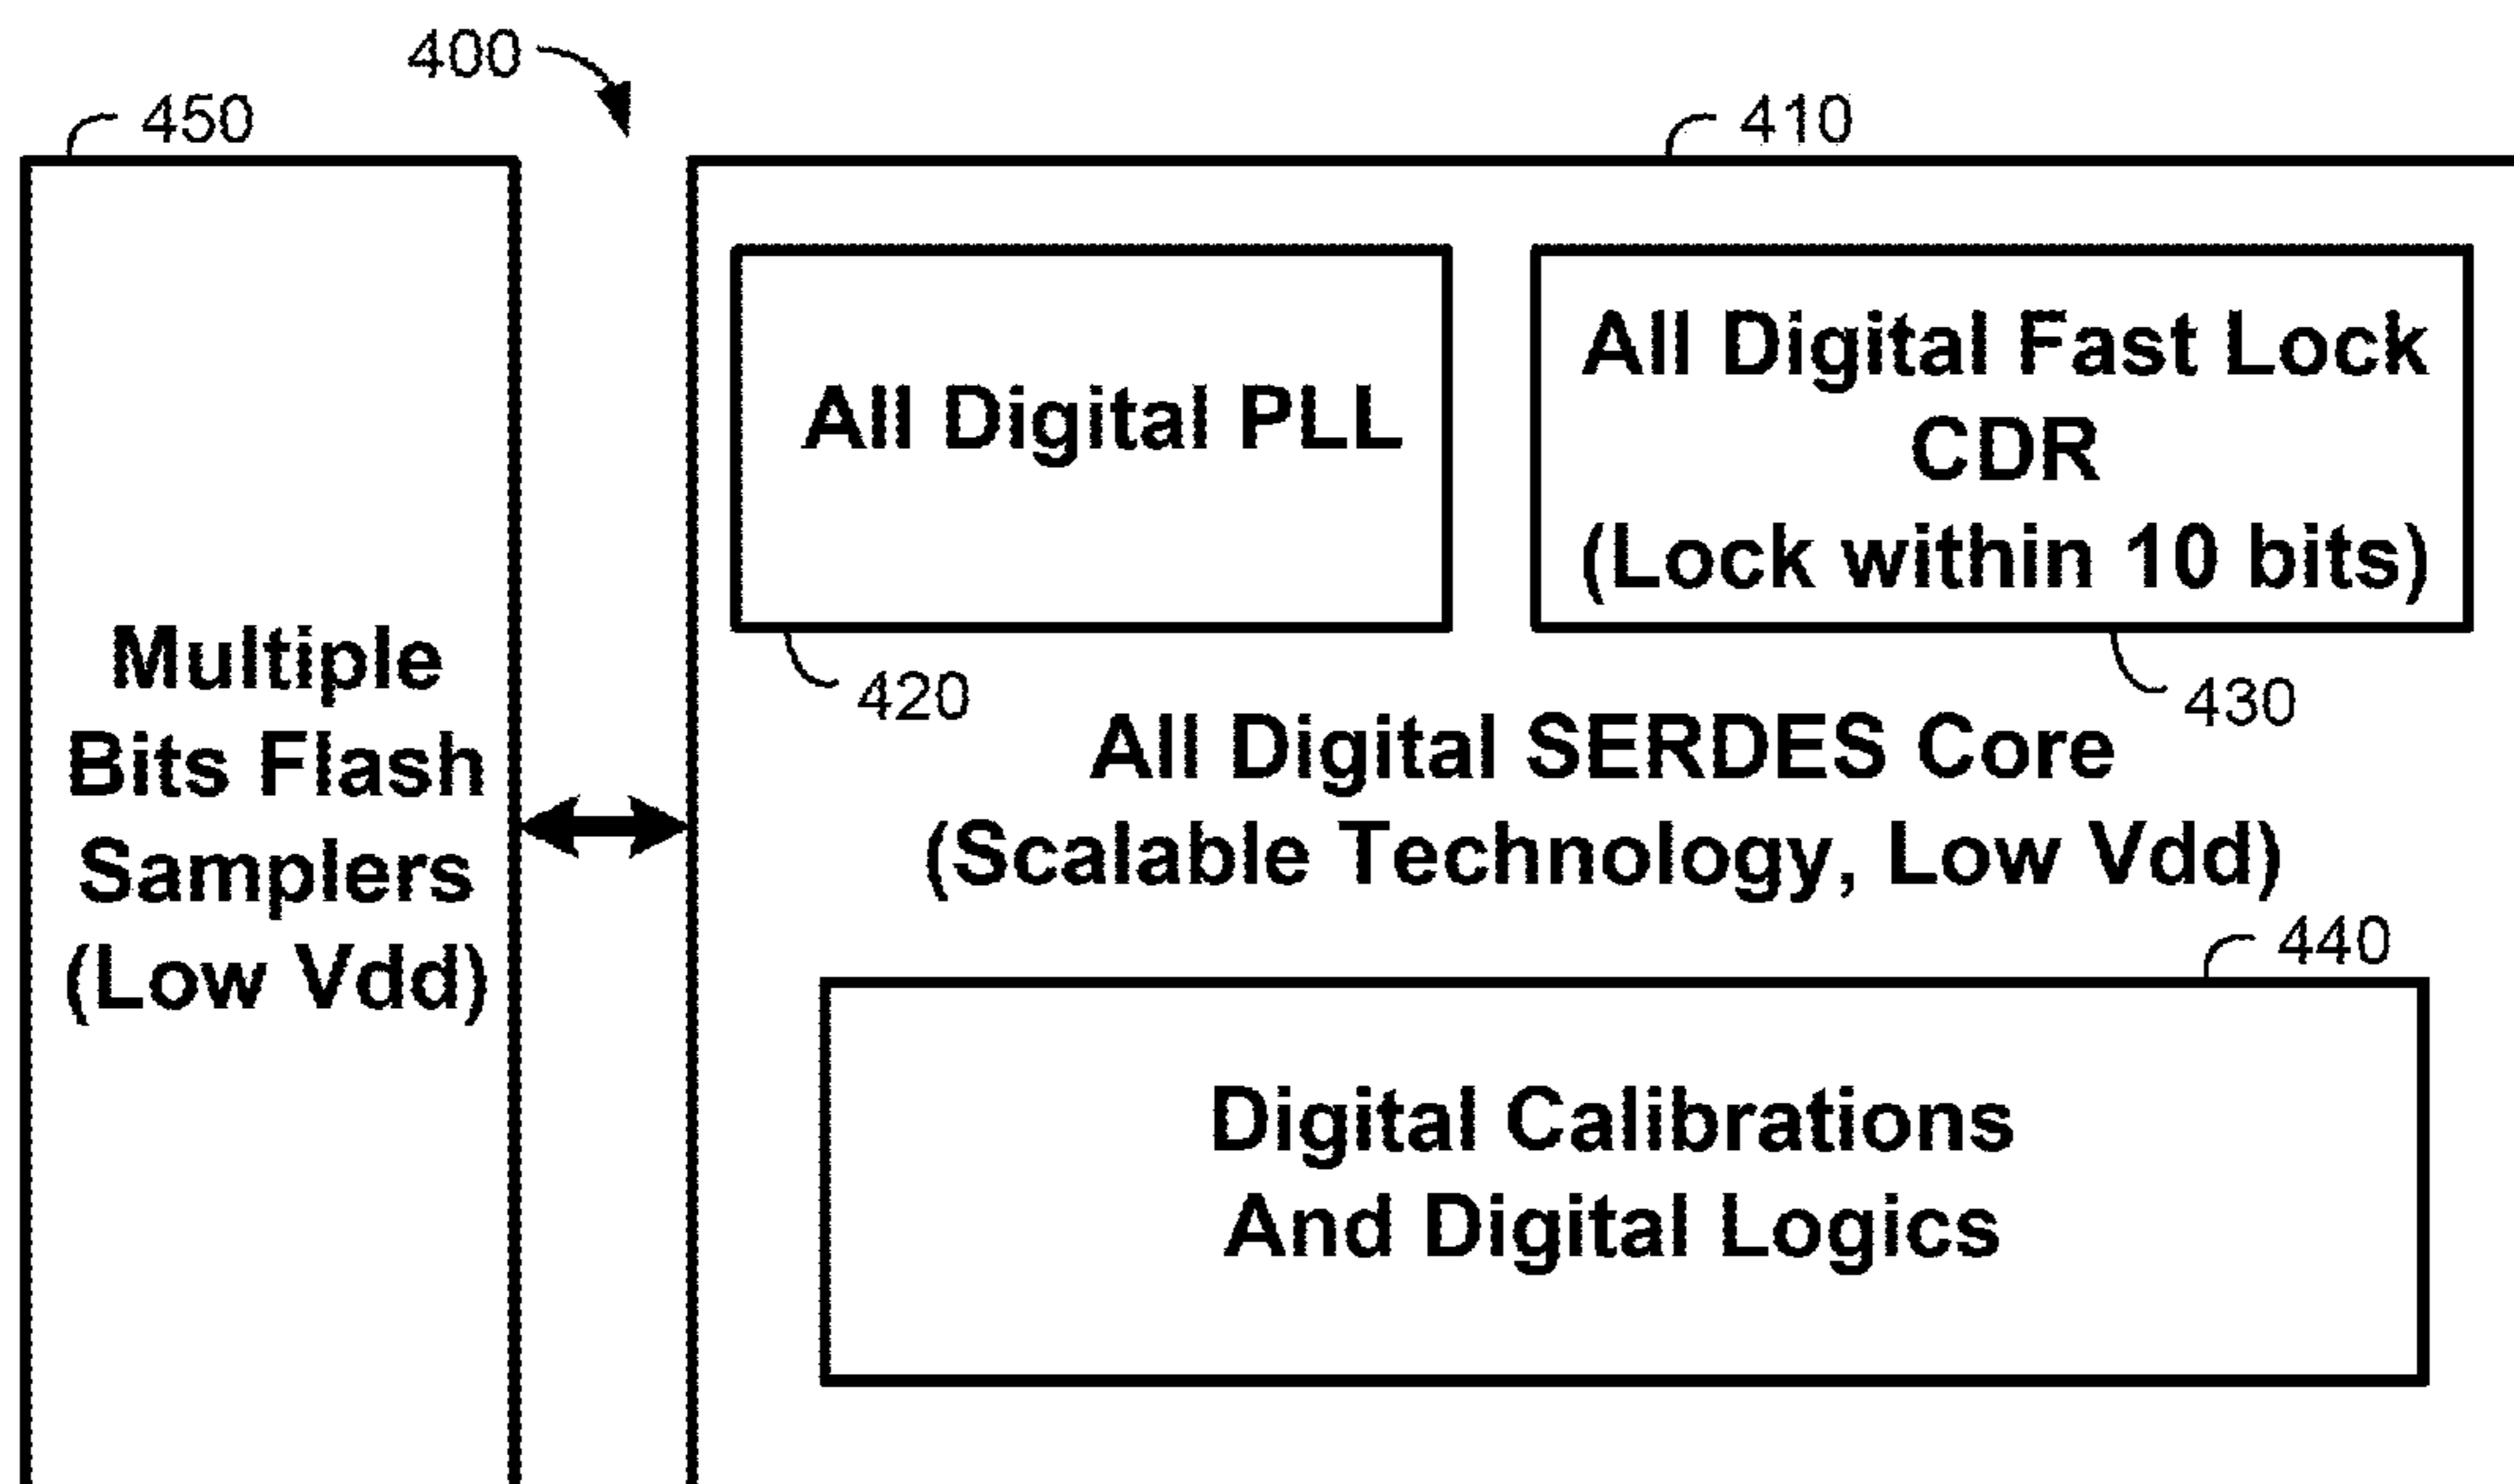 400
450
410
All Digital PLL
All Digital Fast Lock
CDR
(Lock within 10 bits)
420
430
Multiple
Bits Flash
Samplers
(Low Vdd)
All Digital SERDES Core
(Scalable Technology, Low Vdd)
440
Digital Calibrations
And Digital Logics